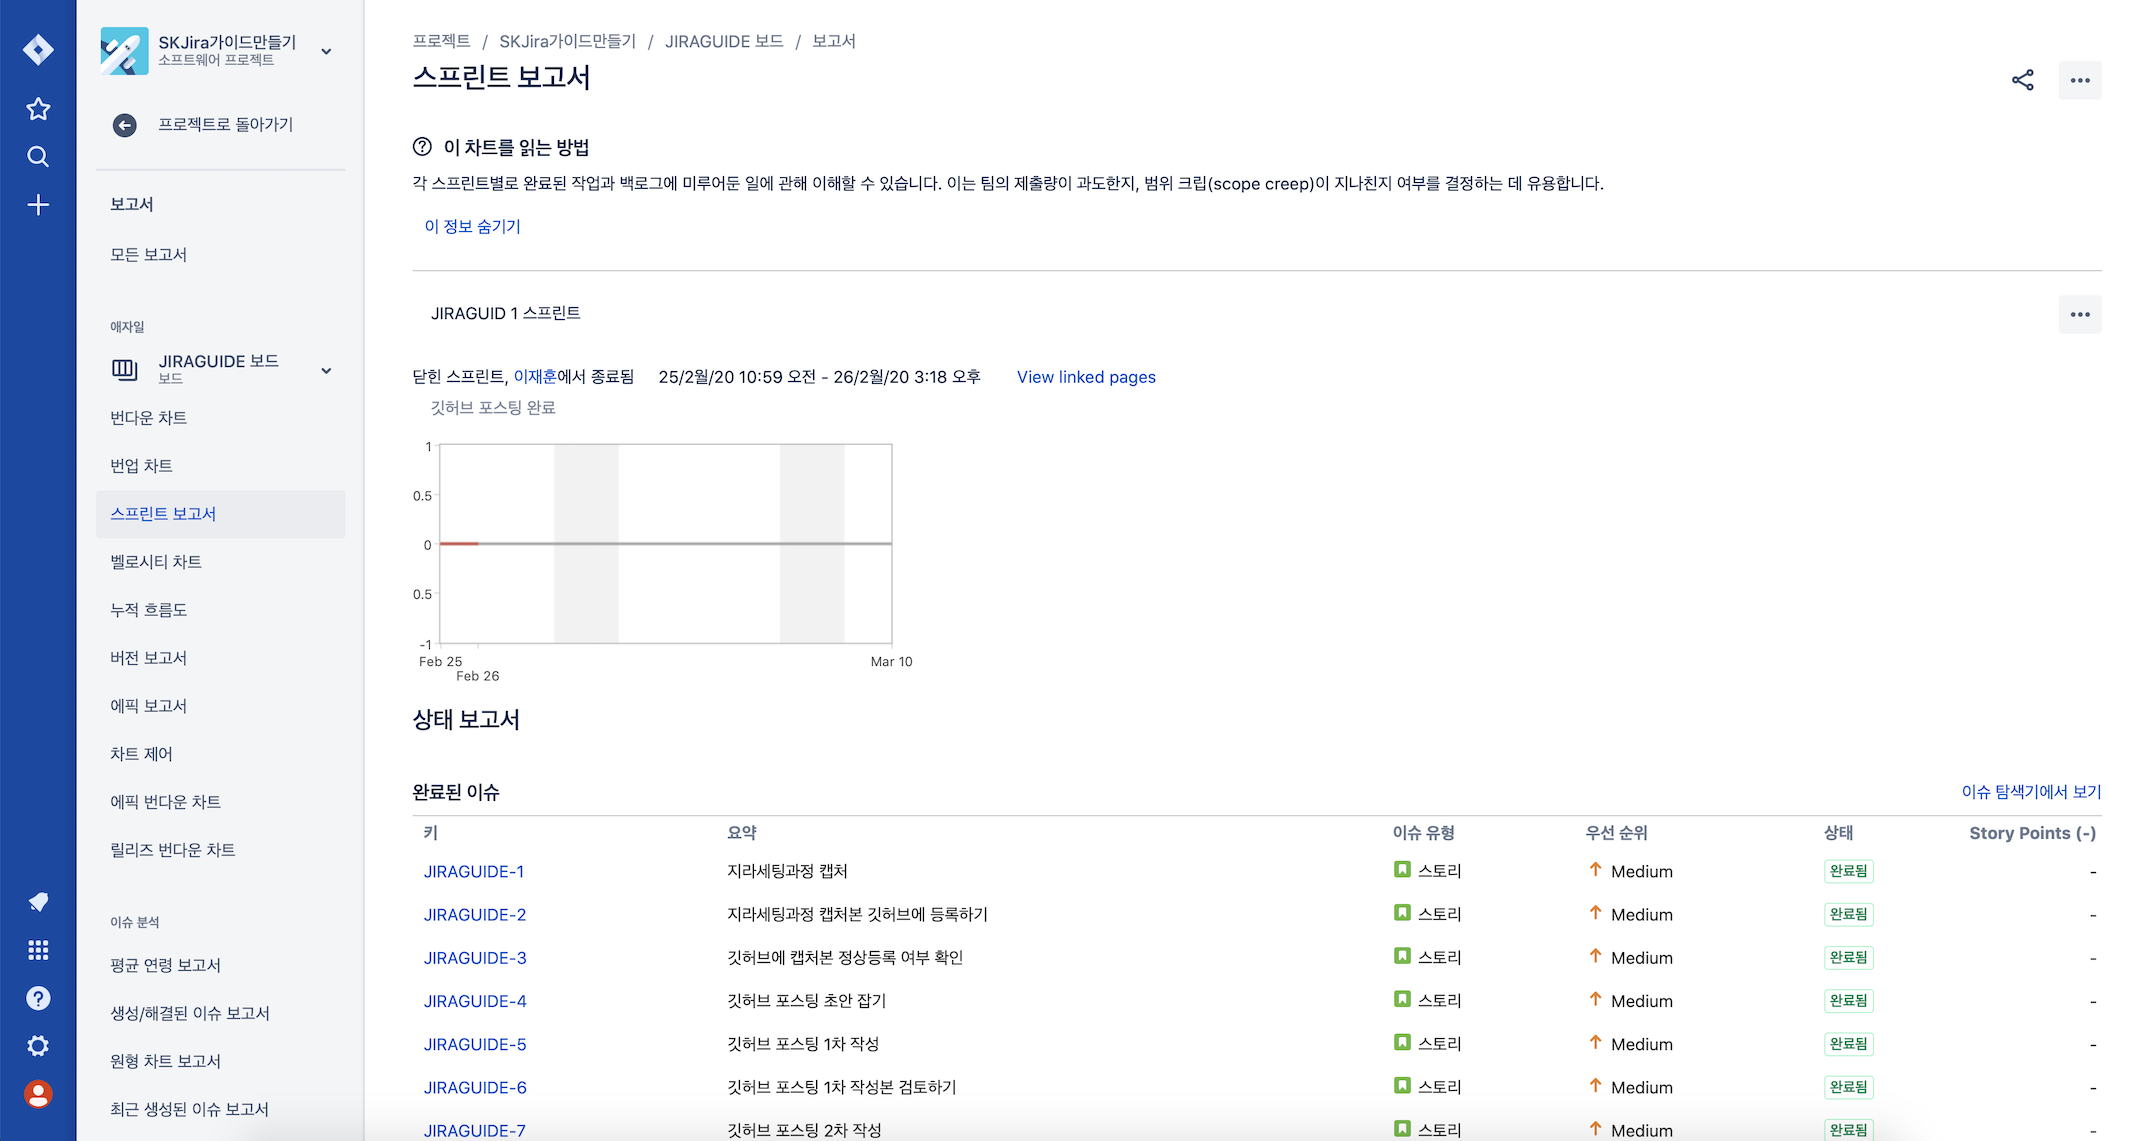 SKJira가이드만들기
소프트웨어 프로젝트
프로젝트로 돌아가기
보고서
모든 보고서
애자일
JIRAGUIDE 보드
보드
번다운 차트
번업 차트
스프린트 보고서
벨로시티 차트
누적 흐름도
버전 보고서
에픽 보고서
차트 제어
에픽 번다운 차트
릴리즈 번다운 차트
이슈 분석
평균 연령 보고서
생성/해결된 이슈 보고서
원형 차트 보고서
최근 생성된 이슈 보고서
프로젝트 / SKJira가이드만들기 / JIRAGUIDE 보드 / 보고서
스프린트 보고서
이 차트를 읽는 방법
각 스프린트별로 완료된 작업과 백로그에 미루어둔 일에 관해 이해할 수 있습니다. 이는 팀의 제출량이 과도한지, 범위 크립(scope creep)이 지나친지 여부를 결정하는 데 유용합니다.
이 정보 숨기기
JIRAGUID 1 스프린트
닫힌 스프린트, 이재훈에서 종료됨 25/2월/20 10:59 오전 - 26/2월/20 3:18 오후 View linked pages
깃허브 포스팅 완료
1
0.5
0
0.5
-1
Feb 25
Feb 26
Mar 10
상태 보고서
완료된 이슈 이슈 탐색기에서 보기
키 요약 이슈 유형 우선 순위 상태 Story Points (-)
JIRAGUIDE-1 지라세팅과정 캡처 스토리 Medium 완료됨 -
JIRAGUIDE-2 지라세팅과정 캡처본 깃허브에 등록하기 스토리 Medium 완료됨 -
JIRAGUIDE-3 깃허브에 캡처본 정상등록 여부 확인 스토리 Medium 완료됨 -
JIRAGUIDE-4 깃허브 포스팅 초안 잡기 스토리 Medium 완료됨 -
JIRAGUIDE-5 깃허브 포스팅 1차 작성 스토리 Medium 완료됨 -
JIRAGUIDE-6 깃허브 포스팅 1차 작성본 검토하기 스토리 Medium 완료됨 -
JIRAGUIDE-7 깃허브 포스팅 2차 작성 스토리 Medium 완료됨 -